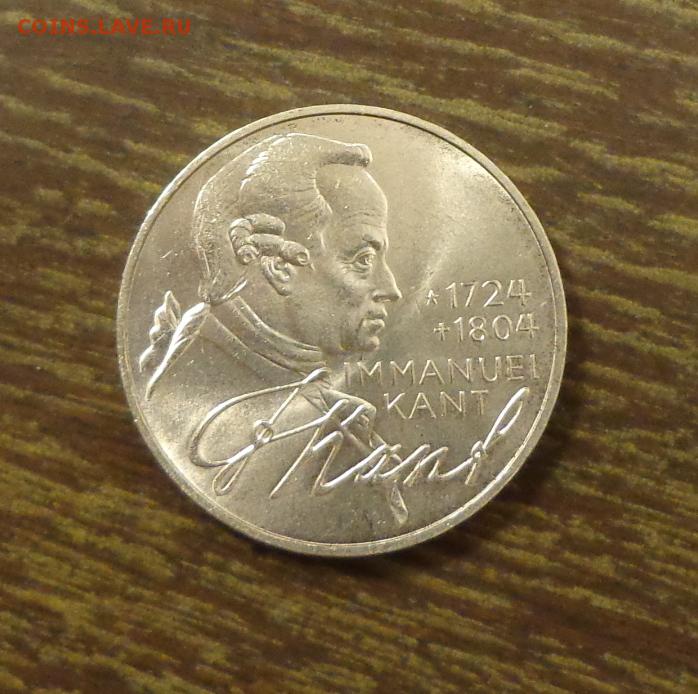 COINS.LAVE.RU
*1724
+1804
IMMANUEL
KANT
Kant